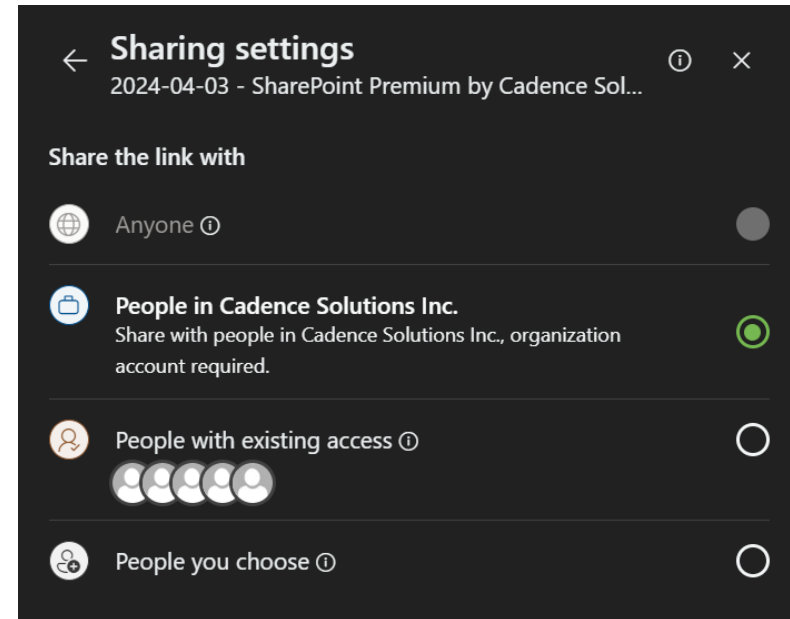 Sharing settings
2024-04-03 - SharePoint Premium by Cadence Sol...
Share the link with
Anyone
People in Cadence Solutions Inc.
Share with people in Cadence Solutions Inc., organization
account required.
People with existing access
People you choose